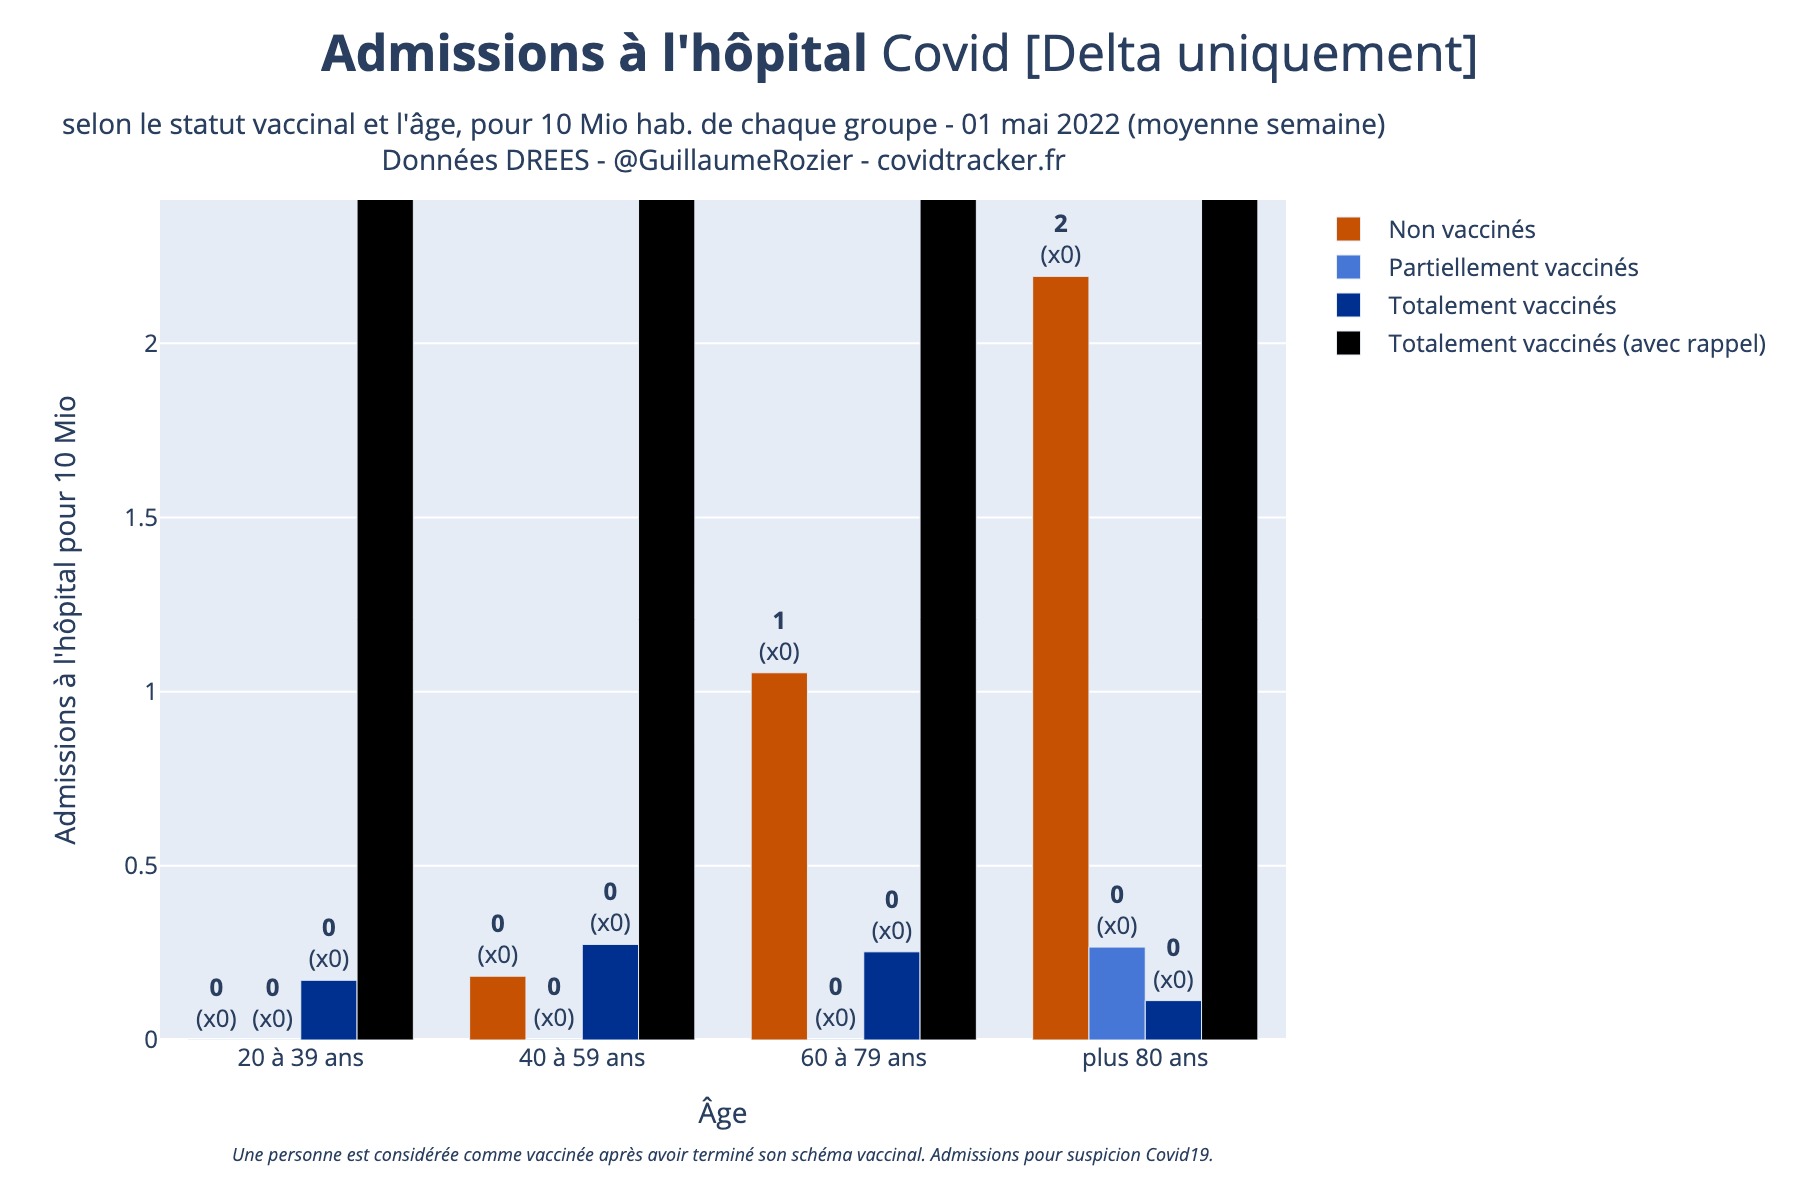 Admissions à l'hôpital Covid [Delta uniquement]
selon le statut vaccinal et l'âge, pour 10 Mio hab. de chaque groupe - 01 mai 2022 (moyenne semaine)
Données DREES - @GuillaumeRozier - covidtracker.fr
Non vaccinés
Partiellement vaccinés
Totalement vaccinés
Totalement vaccinés (avec rappel)
Admissions à l'hôpital pour 10 Mio
2
1.5
1
0.5
0
0
(x0)
0
(x0)
0
(x0)
0
(x0)
0
(x0)
0
(x0)
1
(x0)
0
(x0)
0
(x0)
2
(x0)
0
(x0)
0
(x0)
20 à 39 ans
40 à 59 ans
60 à 79 ans
plus 80 ans
Âge
Une personne est considérée comme vaccinée après avoir terminé son schéma vaccinal. Admissions pour suspicion Covid19.